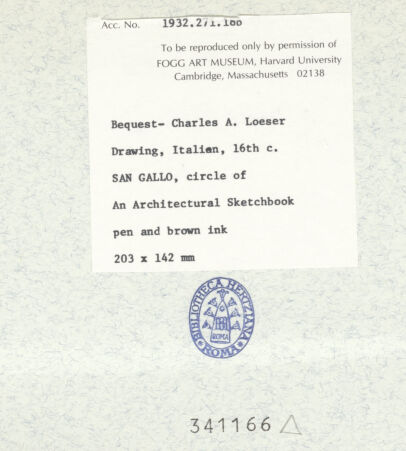 Acc. No. 1932.271.160
To be reproduced only by permission of
FOGG ART MUSEUM, Harvard University
Cambridge, Massachusetts 02138
Bequest- Charles A. Loeser
Drawing, Italian, 16th c.
SAN GALLO, circle of
An Architectural Sketchbook
pen and brown ink
203 x 142 mm
BIBLIOTHECA HERTZIANA
ROMA
ROMA
341166